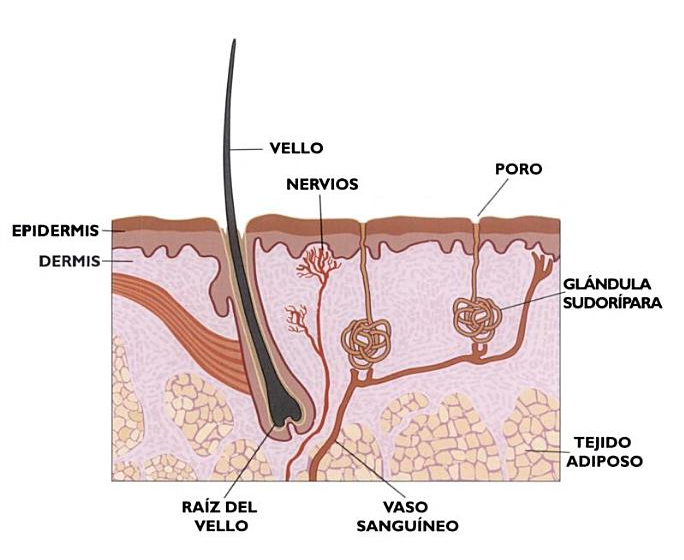 VELLO
PORO
NERVIOS
EPIDERMIS
DERMIS
GLÁNDULA
SUDORÍPARA
TEJIDO
ADIPOSO
RAÍZ DEL
VELLO
VASO
SANGUÍNEO